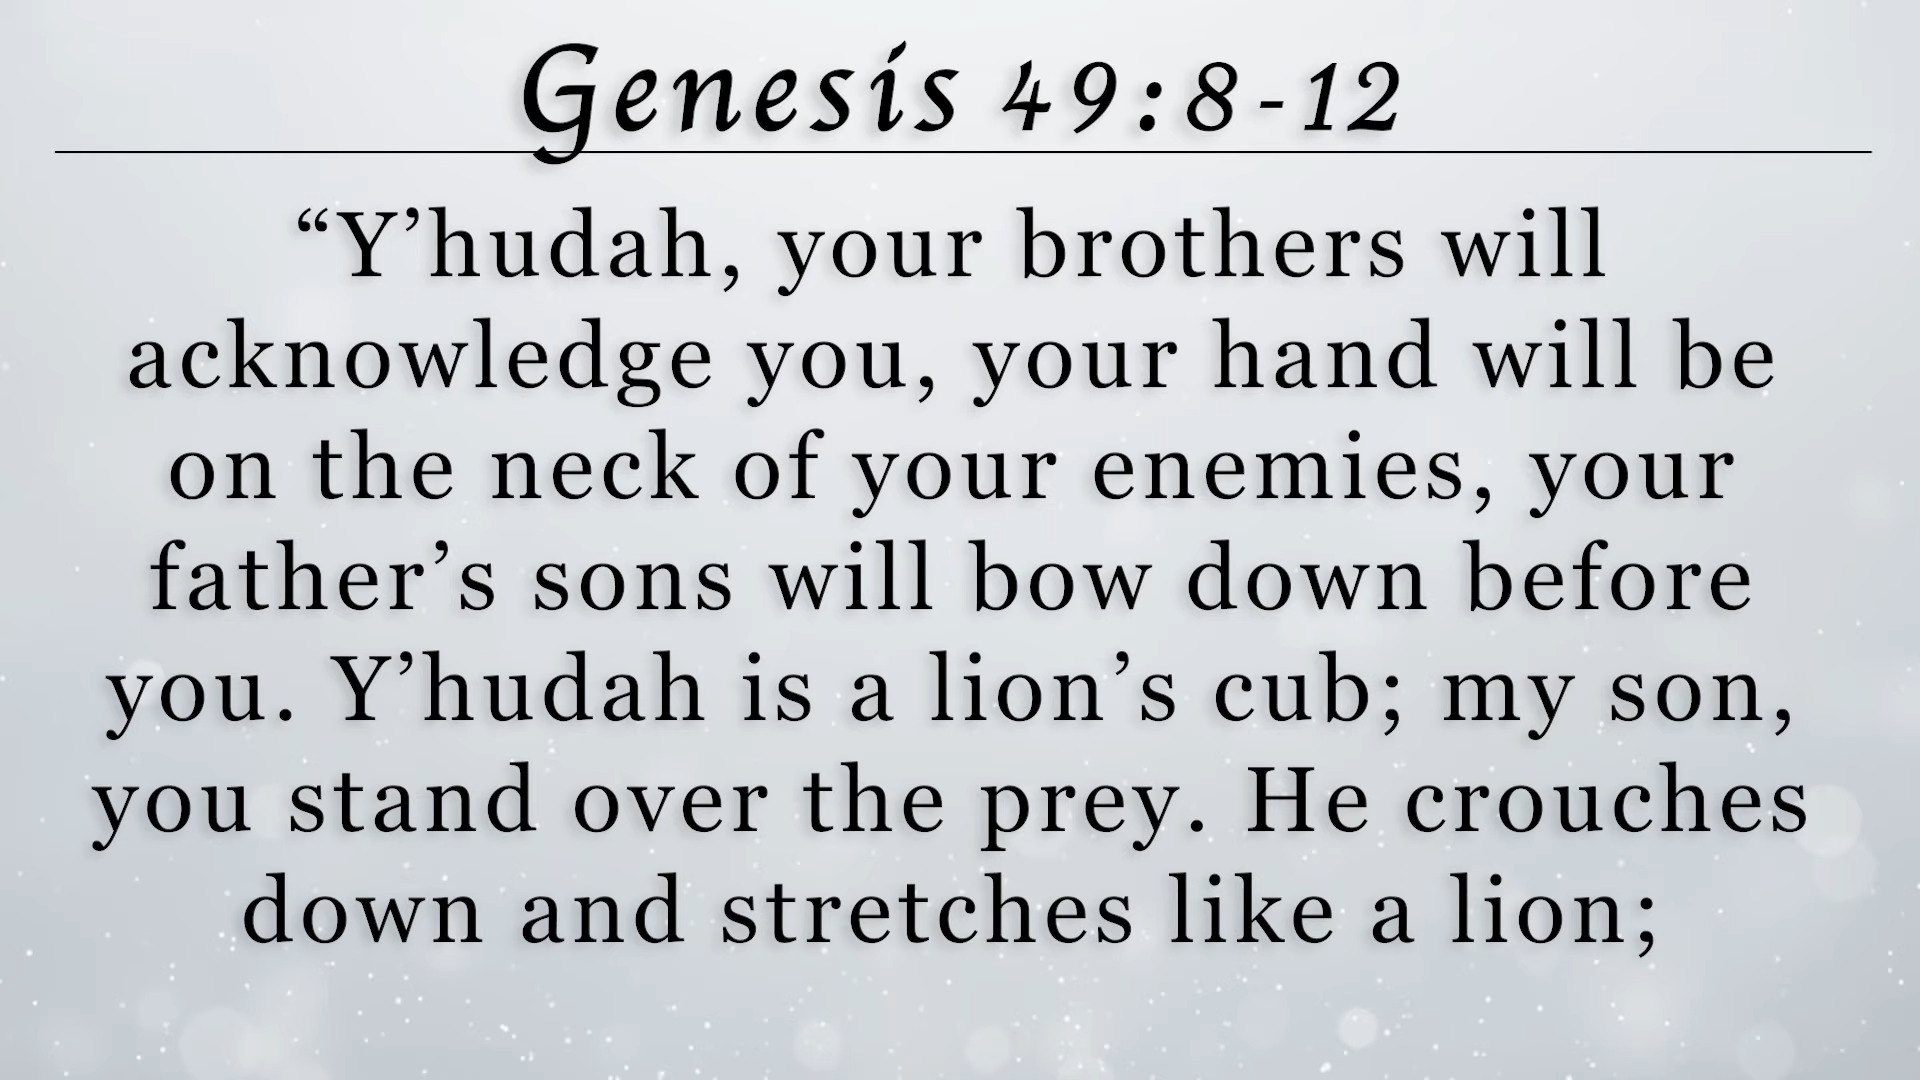 Genesis 49:8-12
“Y’hudah, your brothers will
acknowledge you, your hand will be
on the neck of your enemies, your
father’s sons will bow down before
you. Y’hudah is a lion’s cub; my son,
you stand over the prey. He crouches
down and stretches like a lion;